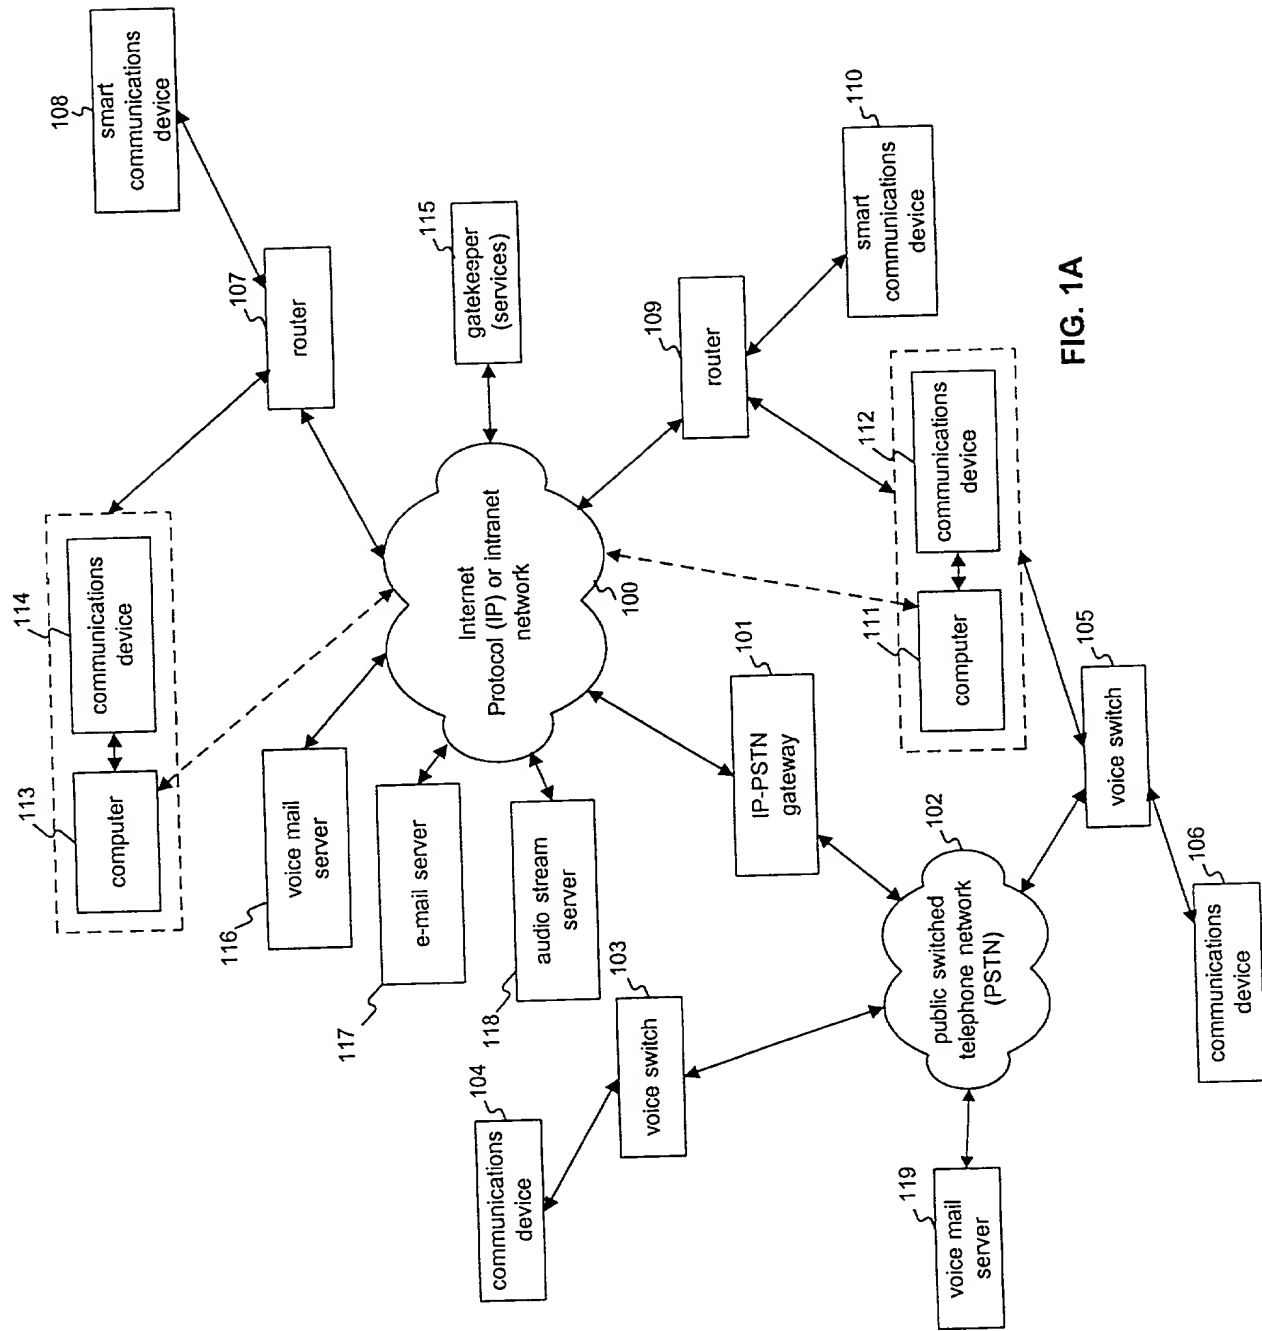 108
smart
communications
device
114
communications
device
113
computer
107
router
110
smart
communications
device
115
gatekeeper
(services)
109
router
116
voice mail
server
Internet
Protocol (IP) or intranet
network
100
117
e-mail server
118
audio stream
server
101
IP-PSTN
gateway
112
communications
device
111
computer
104
communications
device
103
voice switch
102
public switched
telephone network
(PSTN)
105
voice switch
106
communications
device
119
voice mail
server
FIG. 1A